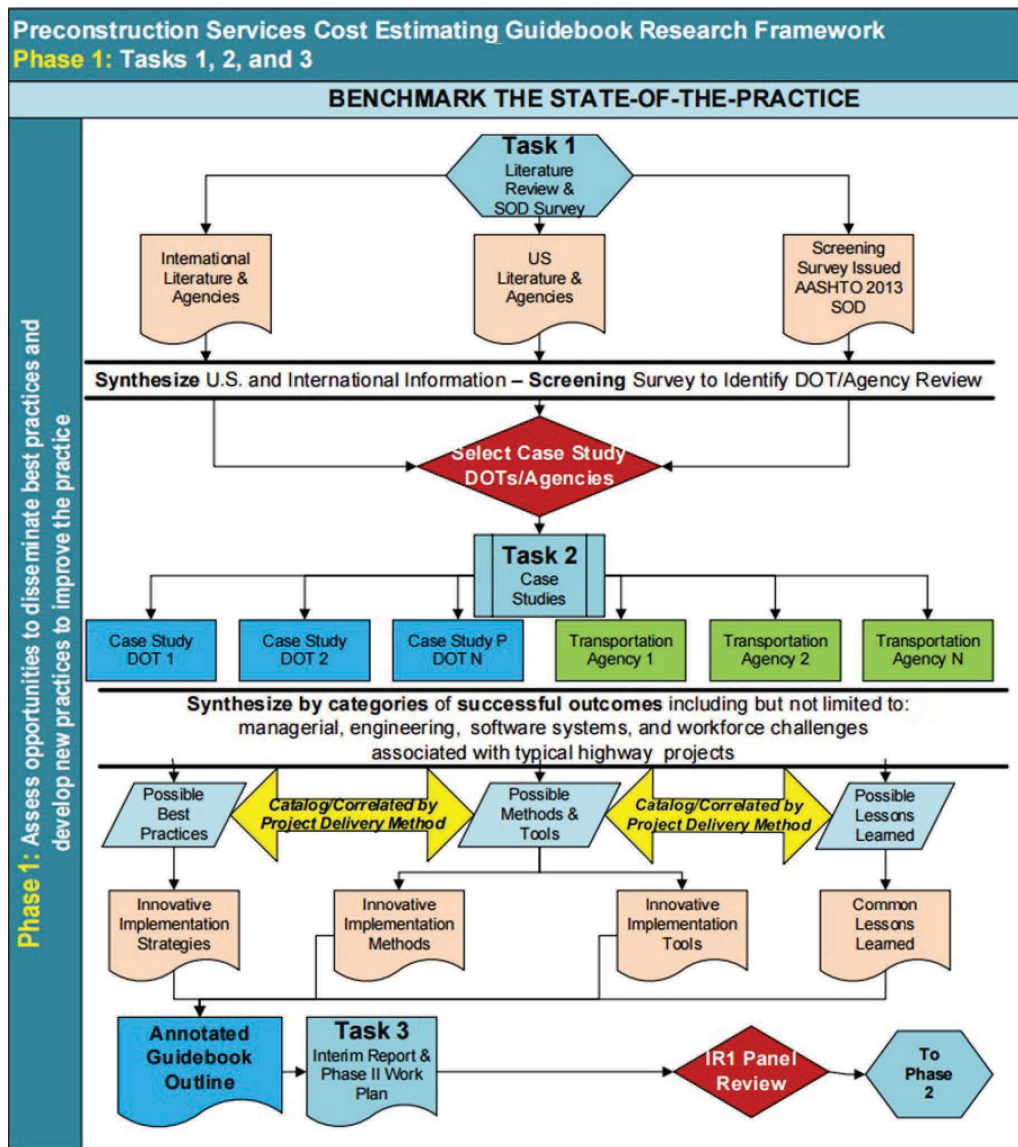 Preconstruction Services Cost Estimating Guidebook Research Framework
Phase 1: Tasks 1, 2, and 3
BENCHMARK THE STATE-OF-THE-PRACTICE
Phase 1: Assess opportunities to disseminate best practices and
develop new practices to improve the practice
Task 1
Literature
Review &
SOD Survey
International
Literature &
Agencies
US
Literature &
Agencies
Screening
Survey Issued
AASHTO 2013
SOD
Synthesize U.S. and International Information – Screening Survey to Identify DOT/Agency Review
Select Case Study
DOTs/Agencies
Task 2
Case
Studies
Case Study
DOT 1
Case Study
DOT 2
Case Study P
DOT N
Transportation
Agency 1
Transportation
Agency 2
Transportation
Agency N
Synthesize by categories of successful outcomes including but not limited to:
managerial, engineering, software systems, and workforce challenges
associated with typical highway projects
Possible
Best
Practices
Catalog/Correlated by
Project Delivery Method
Possible
Methods &
Tools
Catalog/Correlated by
Project Delivery Method
Possible
Lessons
Learned
Innovative
Implementation
Strategies
Innovative
Implementation
Methods
Innovative
Implementation
Tools
Common
Lessons
Learned
Annotated
Guidebook
Outline
Task 3
Interim Report &
Phase II Work
Plan
IR1 Panel
Review
To
Phase
2